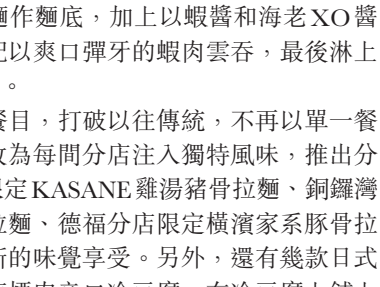 麵作麵底，加上以蝦醬和海老XO醬
配以爽口彈牙的蝦肉雲吞，最後淋上
。
餐目，打破以往傳統，不再以單一餐
改為每間分店注入獨特風味，推出分
限定KASANE雞湯豬骨拉麵、銅鑼灣
拉麵、德福分店限定橫濱家系豚骨拉
新的味覺享受。另外，還有幾款日式